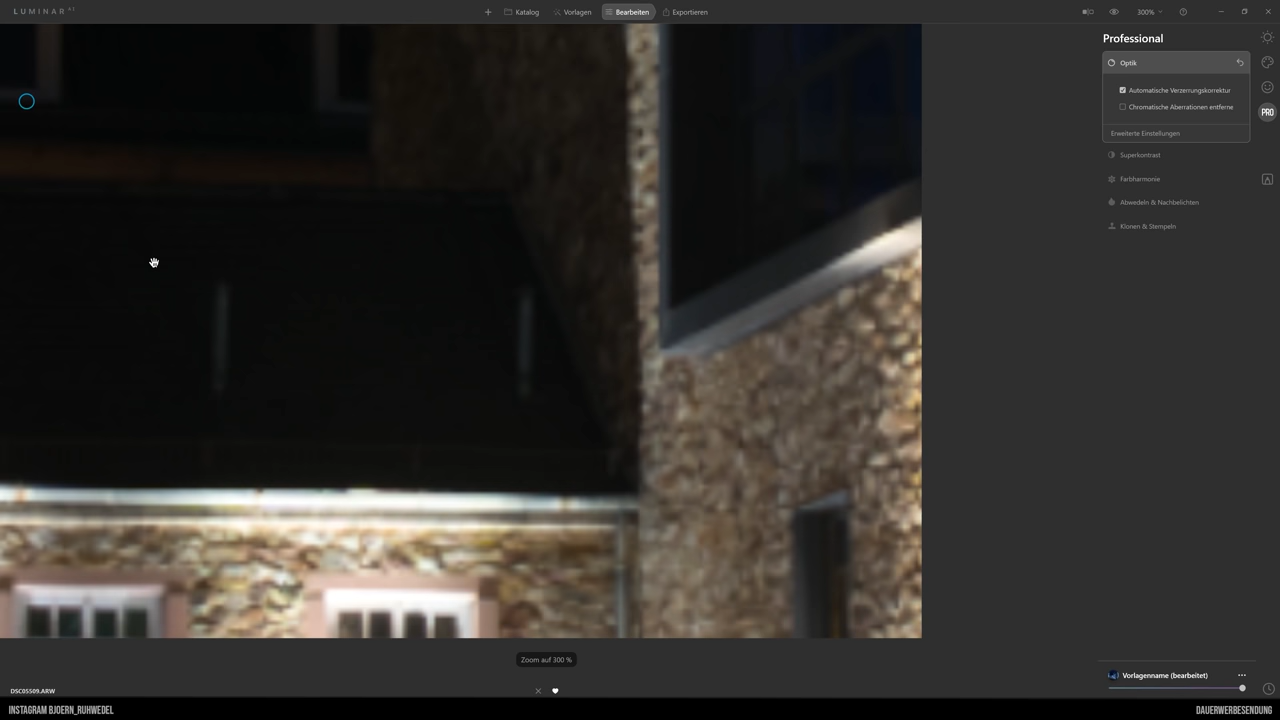 LUMINAR AI
Katalog
Vorlagen
Bearbeiten
Exportieren
300%
Professional
Optik
Automatische Verzerrungskorrektur
Chromatische Aberrationen entferne
PRO
Erweiterte Einstellungen
Superkontrast
Farbharmonie
Abwedeln & Nachbelichten
Klonen & Stempeln
Zoom auf 300 %
Vorlagenname (bearbeitet)
DSC05509.ARW
INSTAGRAM BJOERN_RUHWEDEL
DAUERWERBESENDUNG